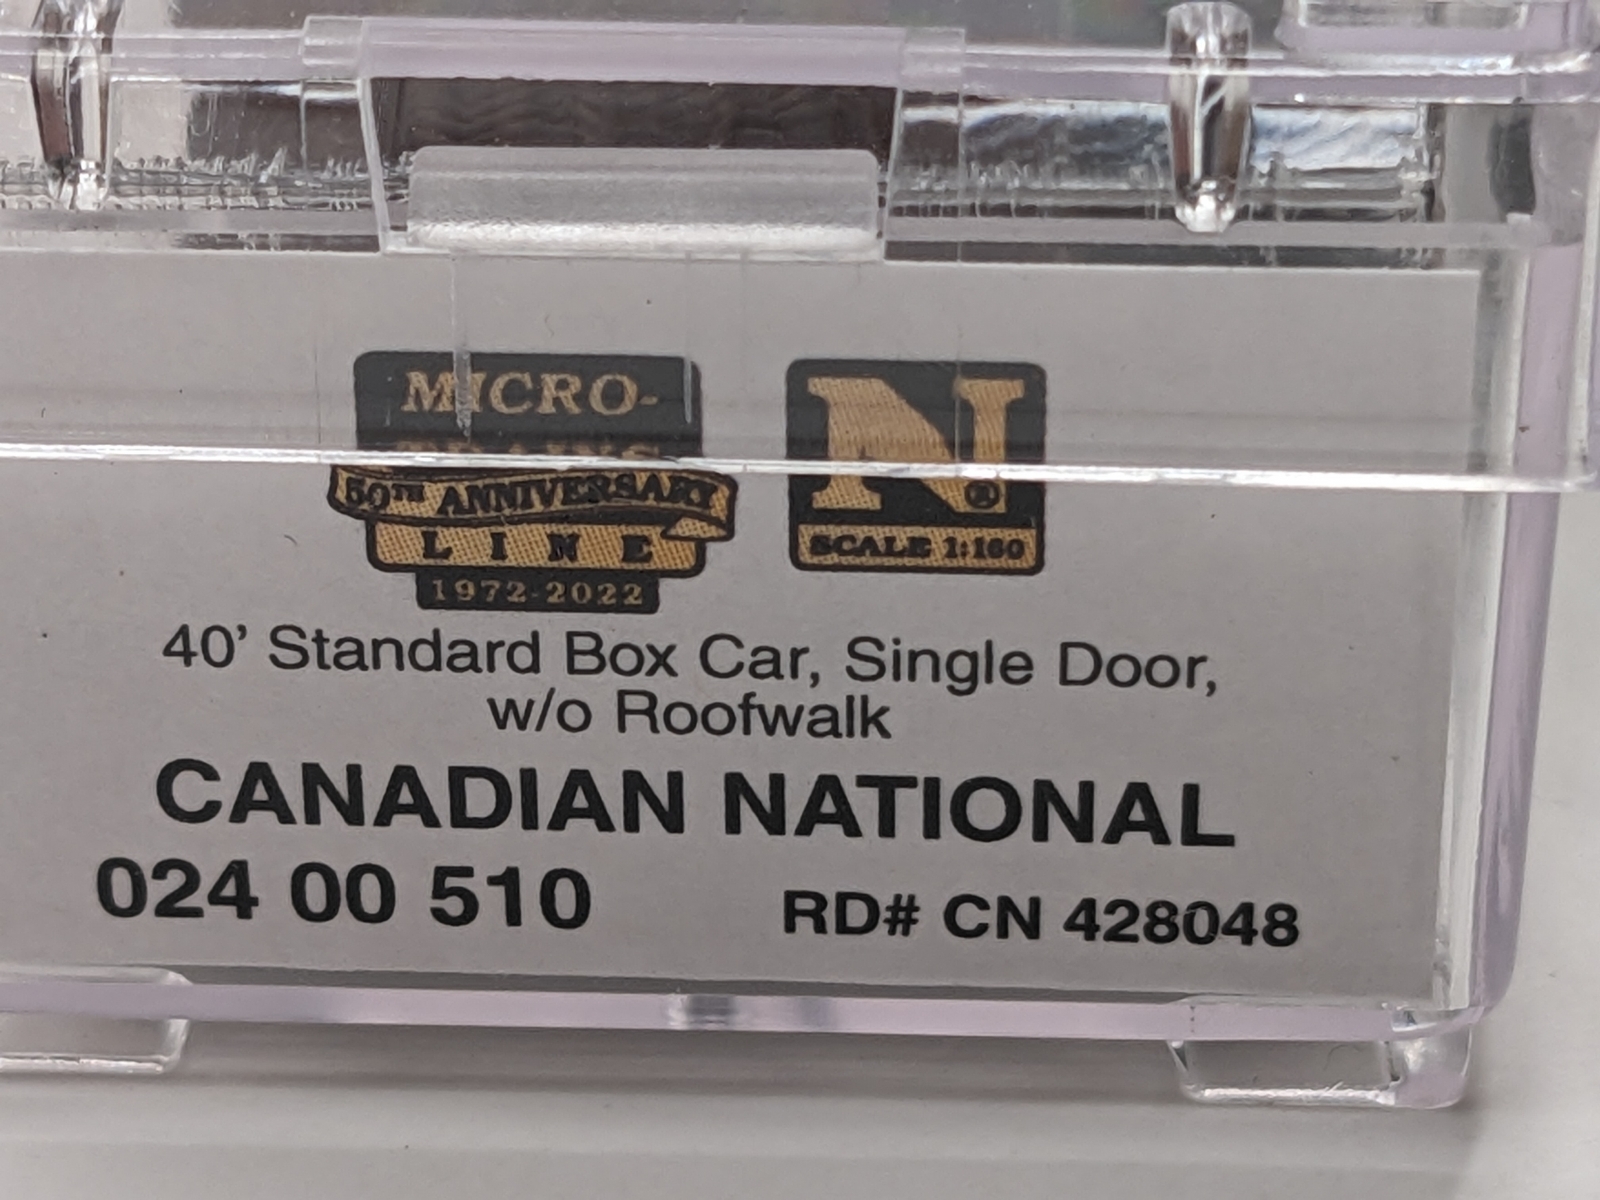 MICRO-
TRAINS
50TH ANNIVERSARY
LINE
1972-2022
N®
SCALE 1:160
40' Standard Box Car, Single Door,
w/o Roofwalk
CANADIAN NATIONAL
024 00 510 RD# CN 428048